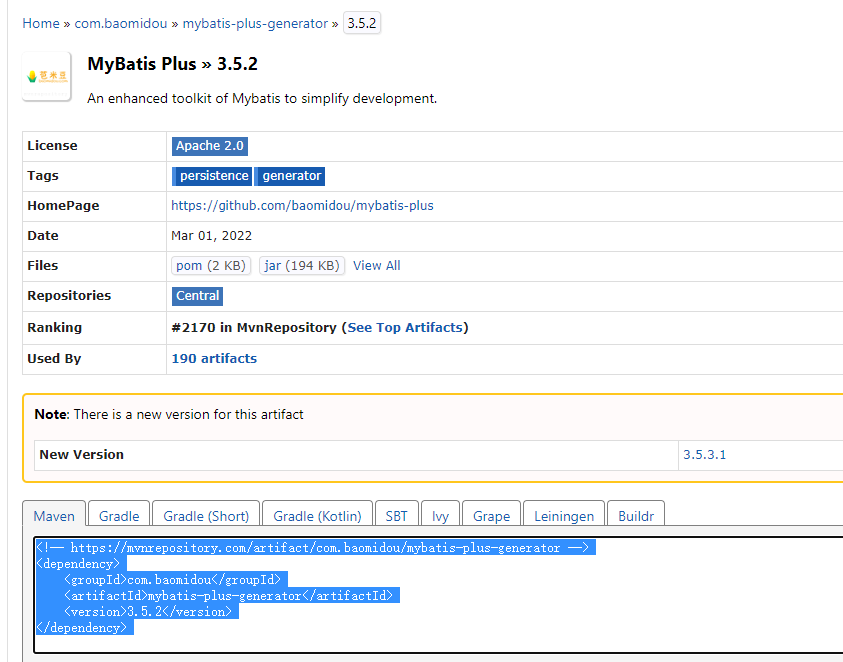 Home » com.baomidou » mybatis-plus-generator » 3.5.2
芭米豆
MyBatis Plus » 3.5.2
An enhanced toolkit of Mybatis to simplify development.
License Apache 2.0
Tags persistence generator
HomePage https://github.com/baomidou/mybatis-plus
Date Mar 01, 2022
Files pom (2 KB) jar (194 KB) View All
Repositories Central
Ranking #2170 in MvnRepository (See Top Artifacts)
Used By 190 artifacts
Note: There is a new version for this artifact
New Version 3.5.3.1
Maven Gradle Gradle (Short) Gradle (Kotlin) SBT Ivy Grape Leiningen Buildr
<!-- https://mvnrepository.com/artifact/com.baomidou/mybatis-plus-generator -->
<dependency>
<groupId>com.baomidou</groupId>
<artifactId>mybatis-plus-generator</artifactId>
<version>3.5.2</version>
</dependency>